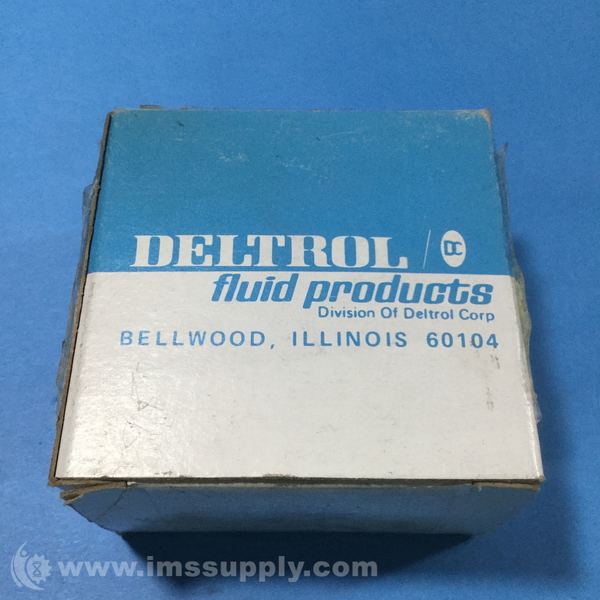 DELTROL / DC
fluid products
Division Of Deltrol Corp
BELLWOOD, ILLINOIS 60104
www.imssupply.com